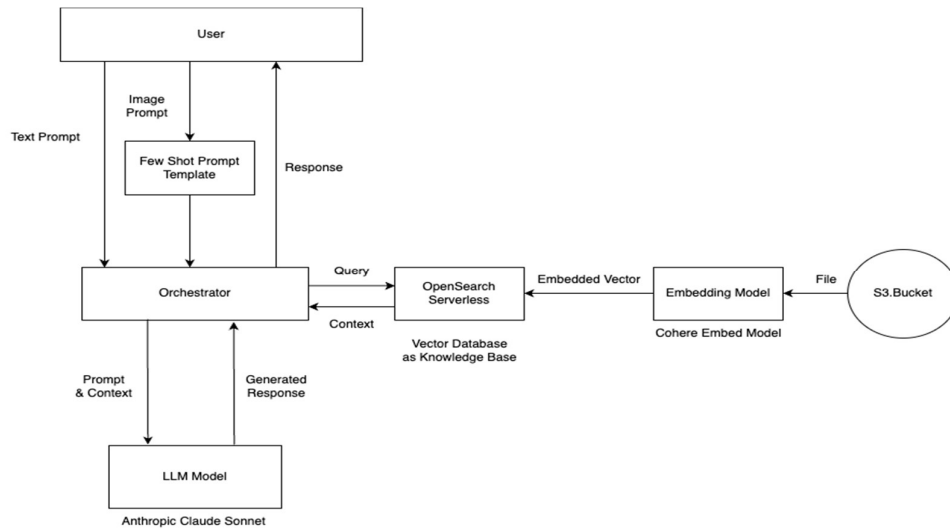 User
Image
Prompt
Text Prompt
Few Shot Prompt
Template
Response
Orchestrator
Query
Context
OpenSearch
Serverless
Vector Database
as Knowledge Base
Embedded Vector
Embedding Model
Cohere Embed Model
File
S3.Bucket
Prompt
& Context
Generated
Response
LLM Model
Anthropic Claude Sonnet